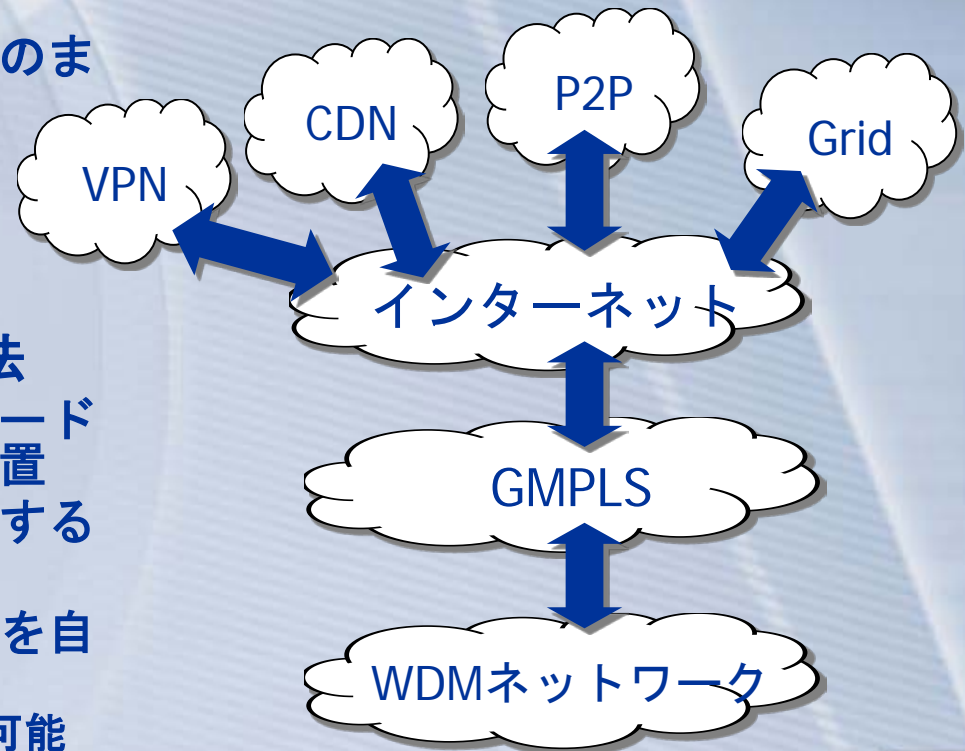 のま
法
ード
置
する
を自
可能
P2P
CDN
Grid
VPN
インターネット
GMPLS
WDMネットワーク